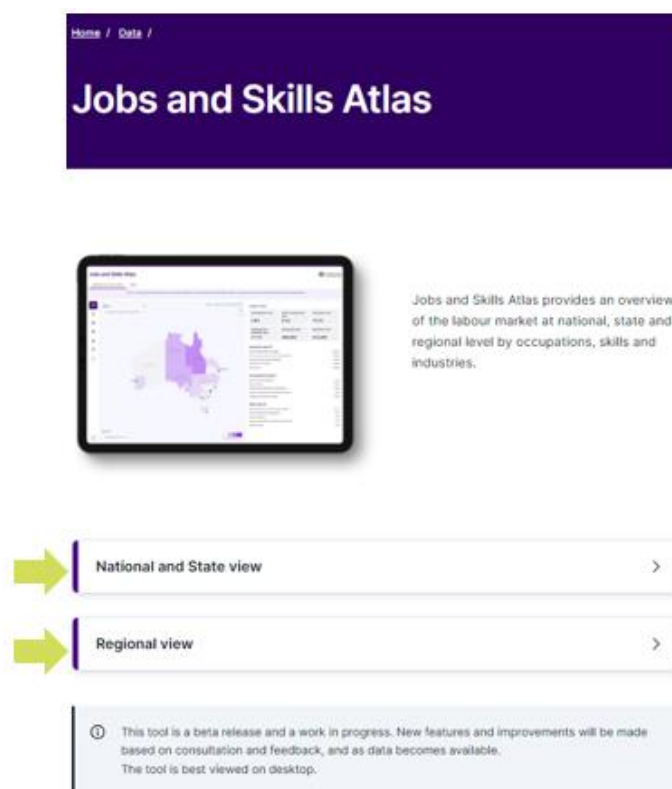 Home / Data /
Jobs and Skills Atlas
Jobs and Skills Atlas provides an overview
of the labour market at national, state and
regional level by occupations, skills and
industries.
National and State view
Regional view
This tool is a beta release and a work in progress. New features and improvements will be made
based on consultation and feedback, and as data becomes available.
The tool is best viewed on desktop.